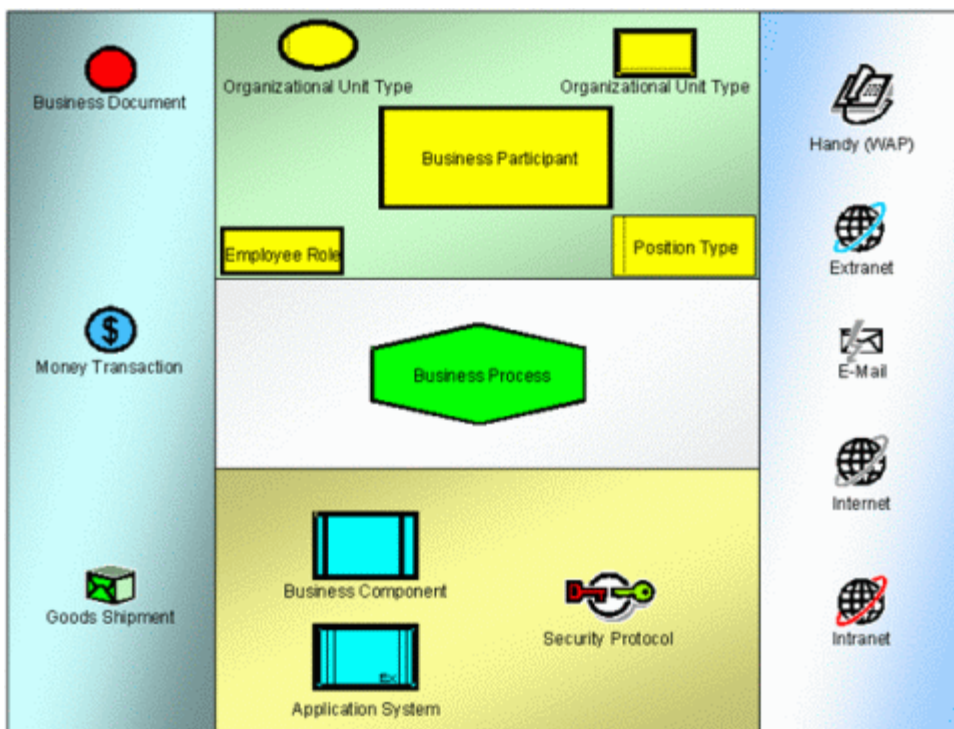 Business Document
Money Transaction
$
Goods Shipment
Organizational Unit Type
Organizational Unit Type
Business Participant
Employee Role
Position Type
Business Process
Business Component
Ex
Application System
Security Protocol
Handy (WAP)
Extranet
E-Mail
Internet
Intranet